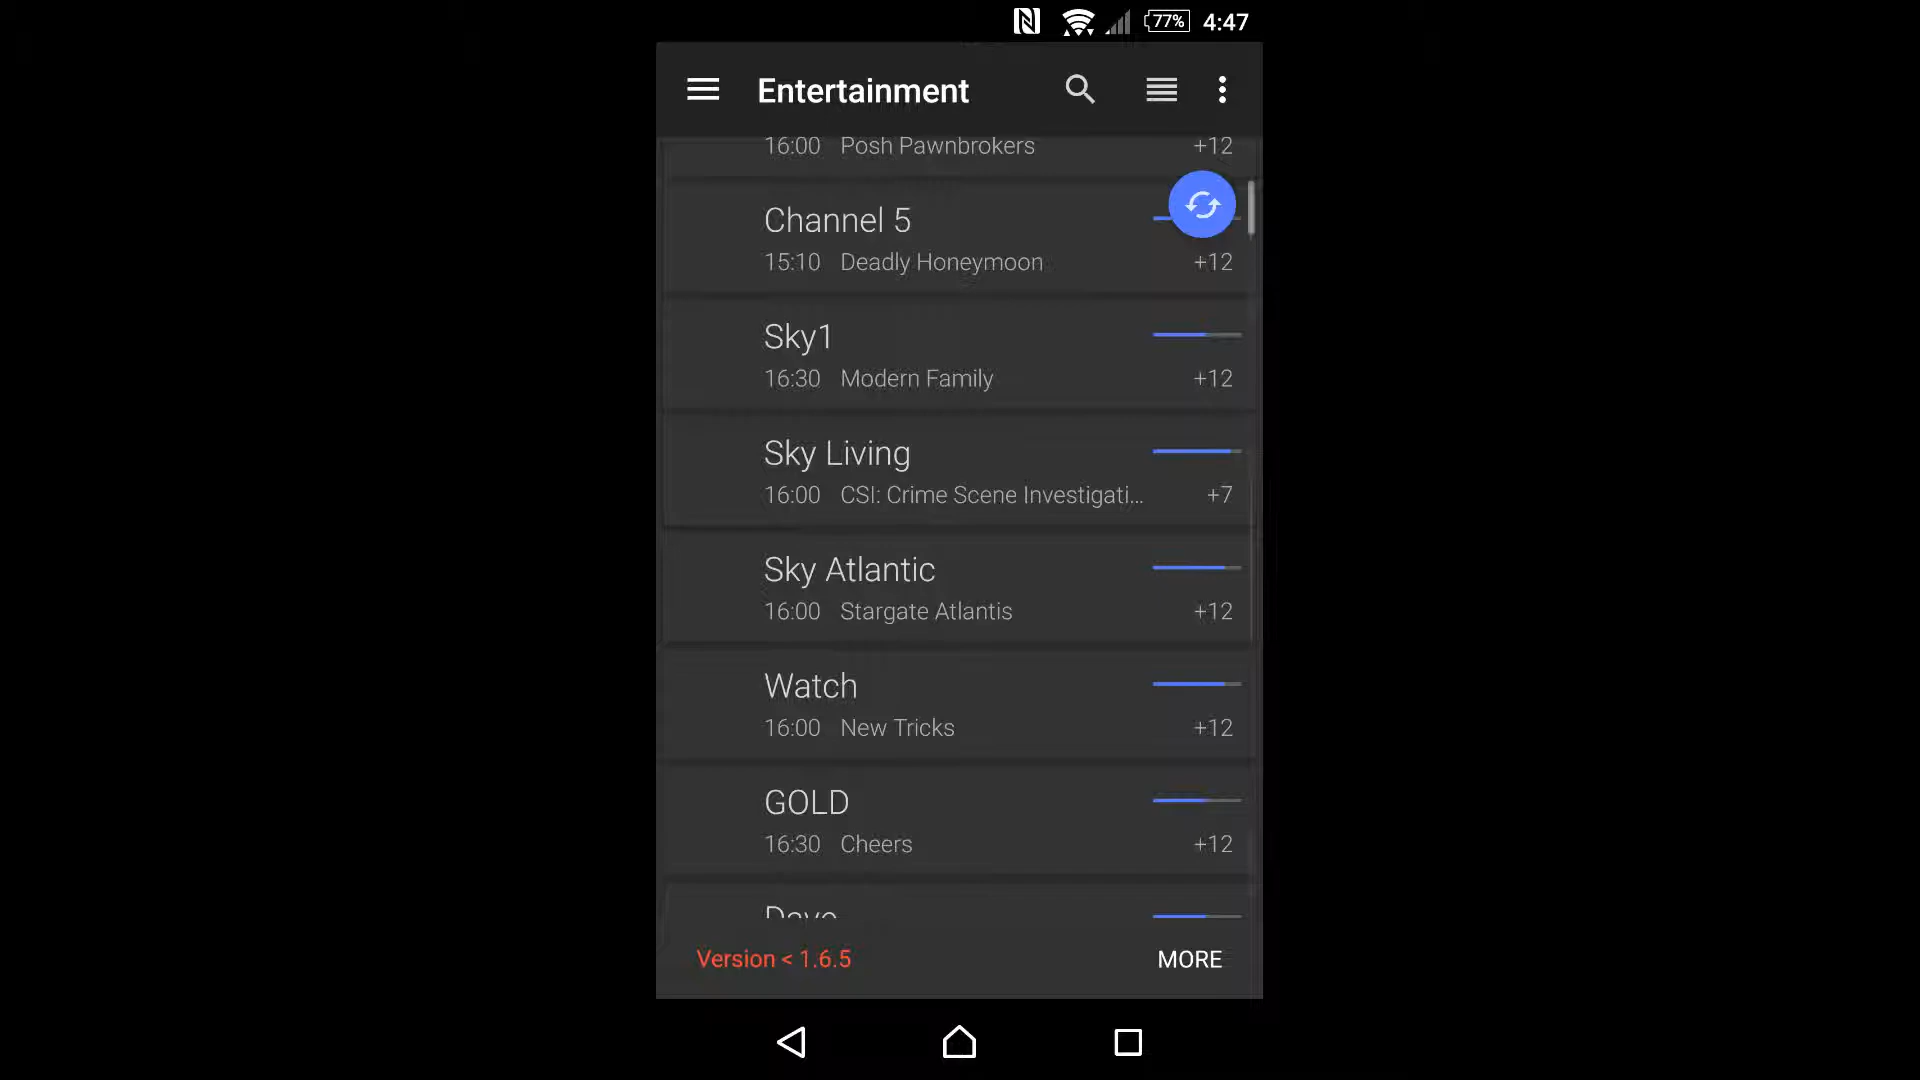 77% 4:47
Entertainment
16:00 Posh Pawnbrokers +12
Channel 5
15:10 Deadly Honeymoon +12
Sky1
16:30 Modern Family +12
Sky Living
16:00 CSI: Crime Scene Investigati... +7
Sky Atlantic
16:00 Stargate Atlantis +12
Watch
16:00 New Tricks +12
GOLD
16:30 Cheers +12
Dave
Version < 1.6.5 MORE